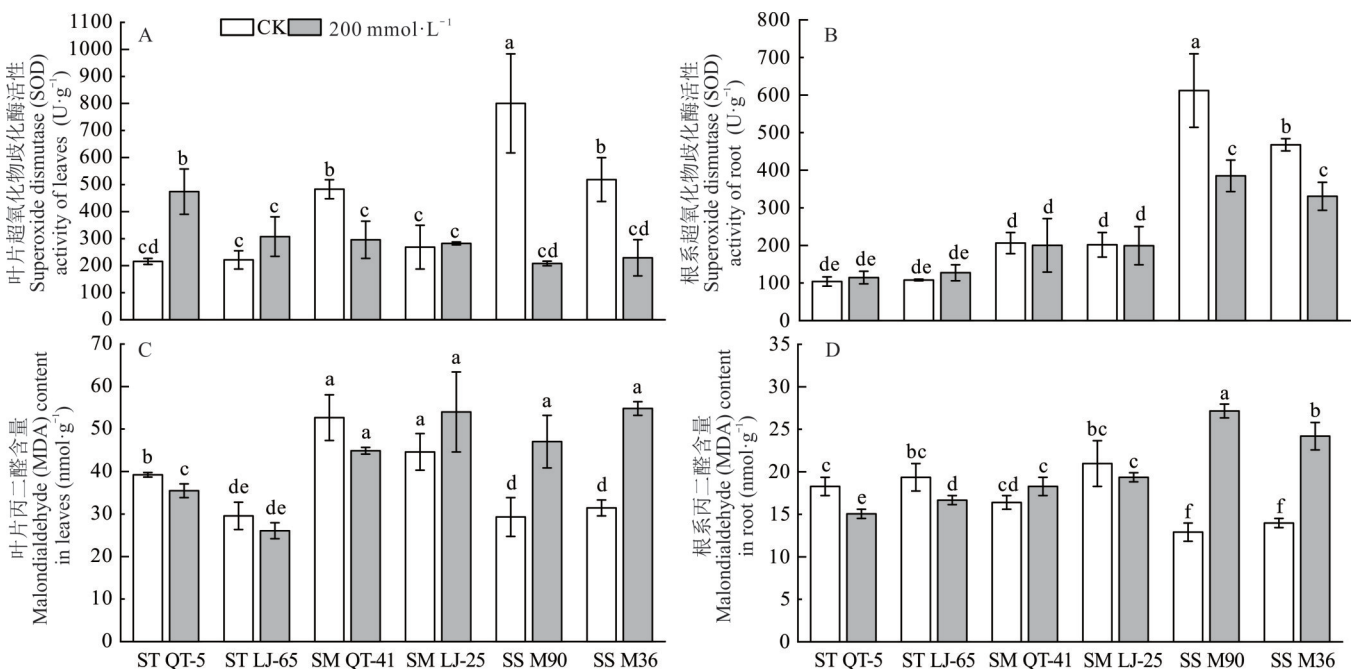 A
CK
200 mmol·L⁻¹
叶片超氧化物歧化酶活性
Superoxide dismutase (SOD)
activity of leaves (U·g⁻¹)
1100
1000
900
800
700
600
500
400
300
200
100
0
cd
b
c
c
b
c
c
c
a
cd
b
cd
B
根系超氧化物歧化酶活性
Superoxide dismutase (SOD)
activity of root (U·g⁻¹)
800
700
600
500
400
300
200
100
0
de
de
de
de
d
d
d
d
a
c
b
c
C
叶片丙二醛含量
Malondialdehyde (MDA) content
in leaves (nmol·g⁻¹)
70
60
50
40
30
20
10
0
b
c
de
de
a
a
a
a
d
a
d
a
ST QT-5 ST LJ-65 SM QT-41 SM LJ-25 SS M90 SS M36
D
根系丙二醛含量
Malondialdehyde (MDA) content
in root (nmol·g⁻¹)
35
30
25
20
15
10
5
0
c
e
bc
d
cd
c
bc
c
f
a
f
b
ST QT-5 ST LJ-65 SM QT-41 SM LJ-25 SS M90 SS M36